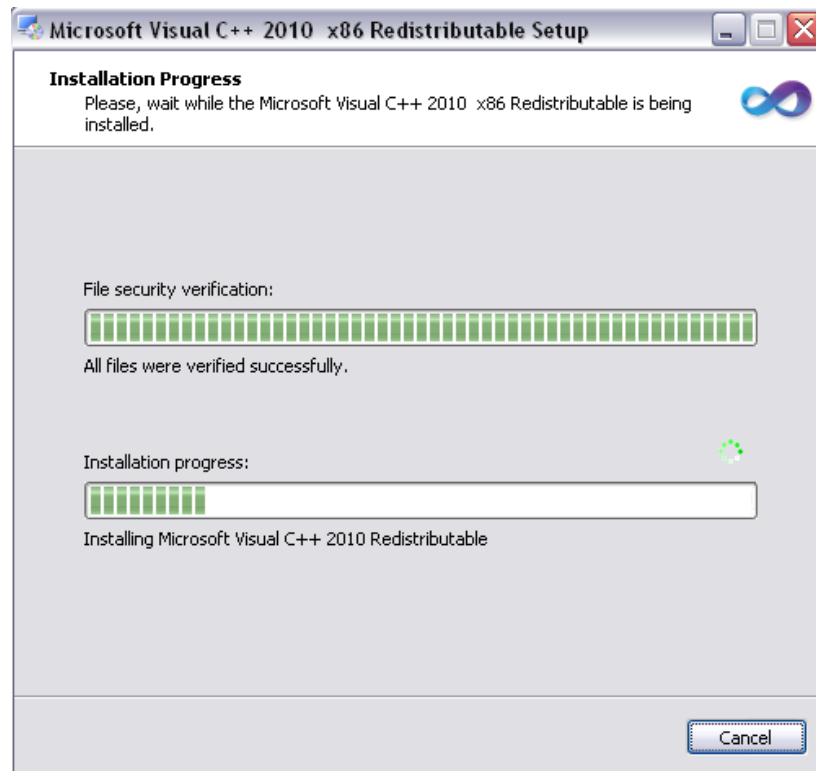 Microsoft Visual C++ 2010  x86 Redistributable Setup
Installation Progress
Please, wait while the Microsoft Visual C++ 2010  x86 Redistributable is being
installed.
File security verification:
All files were verified successfully.
Installation progress:
Installing Microsoft Visual C++ 2010 Redistributable
Cancel